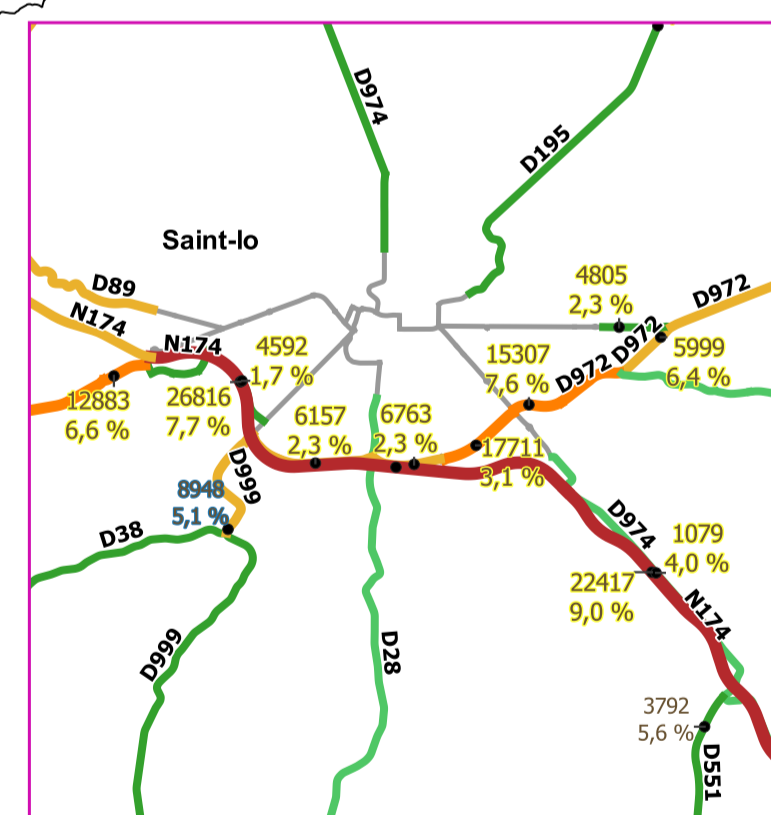 D974
D195
Saint-lo
D89
N174
N174
4805
2,3 %
D972
D972
D972
4592
1,7 %
15307
7,6 %
5999
6,4 %
12883
6,6 %
26816
7,7 %
6157
2,3 %
6763
2,3 %
17711
3,1 %
D999
8948
5,1 %
D38
D974
1079
4,0 %
22417
9,0 %
N174
D999
D28
3792
5,6 %
D551